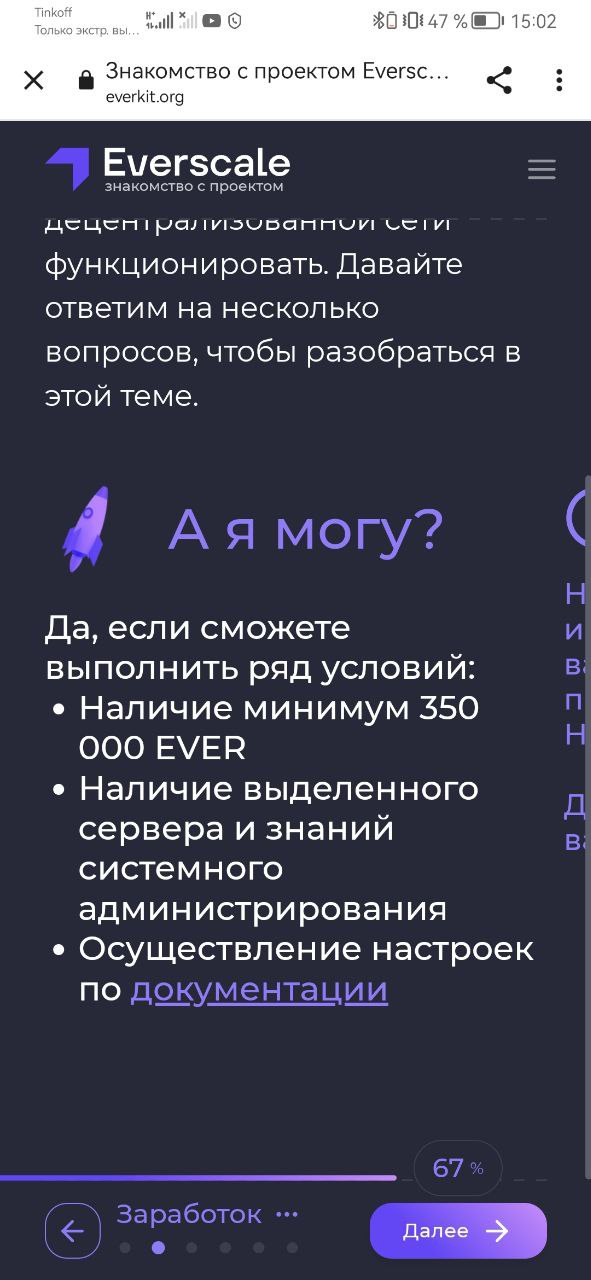 Tinkoff
Только экстр. вы...
47 %
15:02
Знакомство с проектом Eversc...
everkit.org
Everscale
знакомство с проектом
децентрализованной сети
функционировать. Давайте
ответим на несколько
вопросов, чтобы разобраться в
этой теме.
А я могу?
Да, если сможете
выполнить ряд условий:
• Наличие минимум 350
000 EVER
• Наличие выделенного
сервера и знаний
системного
администрирования
• Осуществление настроек
по документации
67 %
Заработок ...
Далее